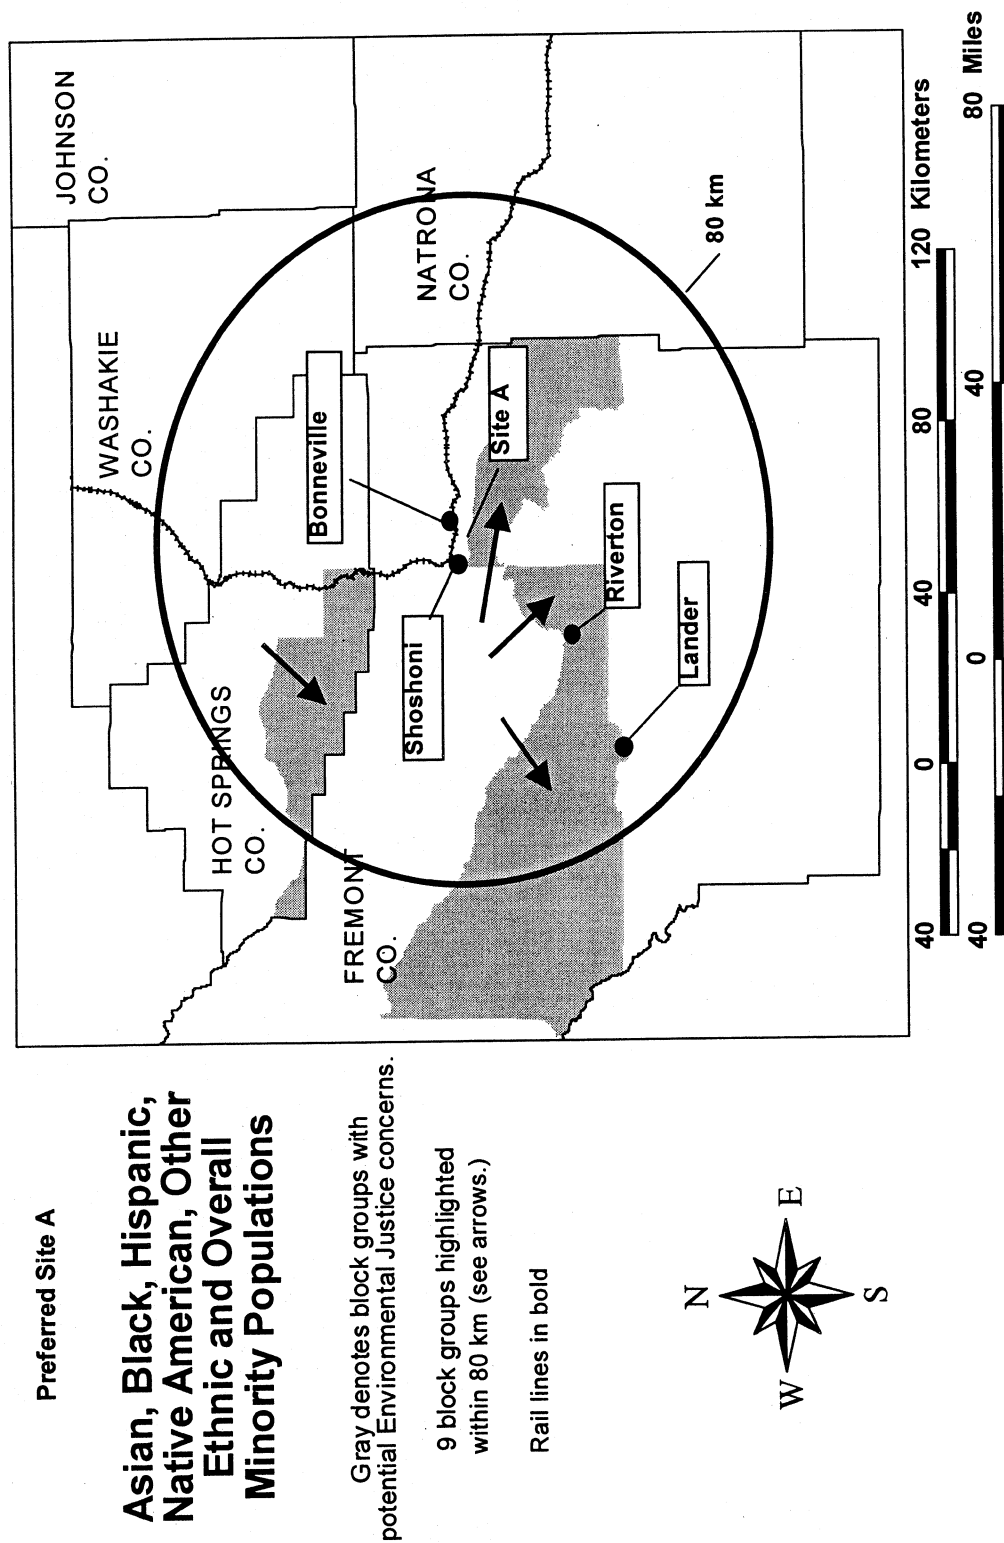 Preferred Site A
Asian, Black, Hispanic,
Native American, Other
Ethnic and Overall
Minority Populations
Gray denotes block groups with
potential Environmental Justice concerns.
9 block groups highlighted
within 80 km (see arrows.)
Rail lines in bold
N
W
E
S
JOHNSON
CO.
WASHAKIE
CO.
HOT SPRINGS
CO.
FREMONT
CO.
NATRONA
CO.
Bonneville
Site A
Shoshoni
Riverton
Lander
80 km
40 0 40 80 120 Kilometers
40 0 40 80 Miles